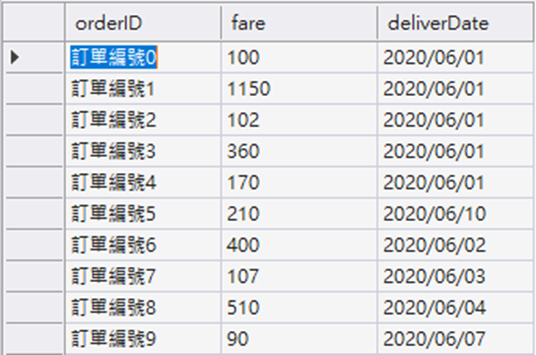 orderID fare deliverDate
訂單編號0 100 2020/06/01
訂單編號1 1150 2020/06/01
訂單編號2 102 2020/06/01
訂單編號3 360 2020/06/01
訂單編號4 170 2020/06/01
訂單編號5 210 2020/06/10
訂單編號6 400 2020/06/02
訂單編號7 107 2020/06/03
訂單編號8 510 2020/06/04
訂單編號9 90 2020/06/07